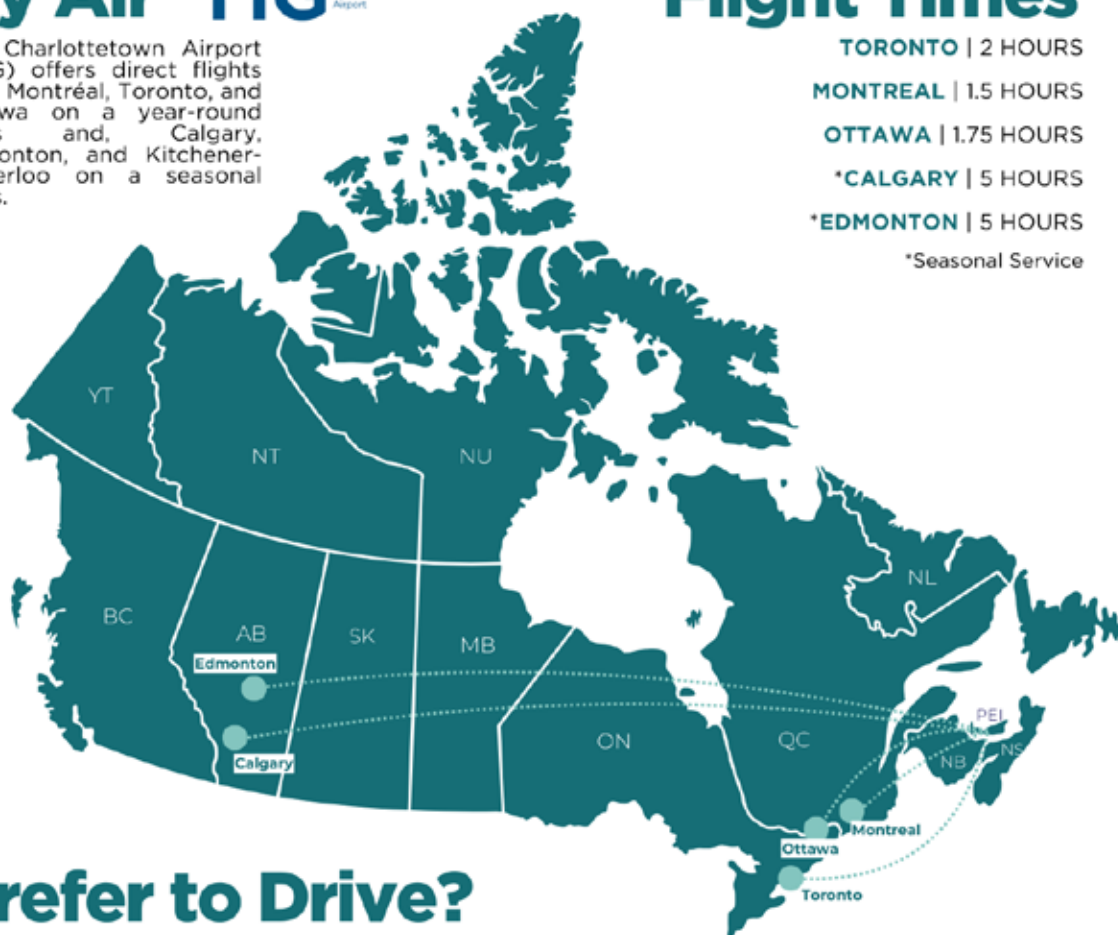 y Air YYG Airport
Flight Times
Charlottetown Airport
G) offers direct flights
Montréal, Toronto, and
wa on a year-round
s and, Calgary,
onton, and Kitchener-
erloo on a seasonal
s.
TORONTO | 2 HOURS
MONTREAL | 1.5 HOURS
OTTAWA | 1.75 HOURS
*CALGARY | 5 HOURS
*EDMONTON | 5 HOURS
*Seasonal Service
YT
NT
NU
BC
AB
SK
MB
ON
QC
NL
PEI
NB
NS
Edmonton
Calgary
Montreal
Ottawa
Toronto
refer to Drive?